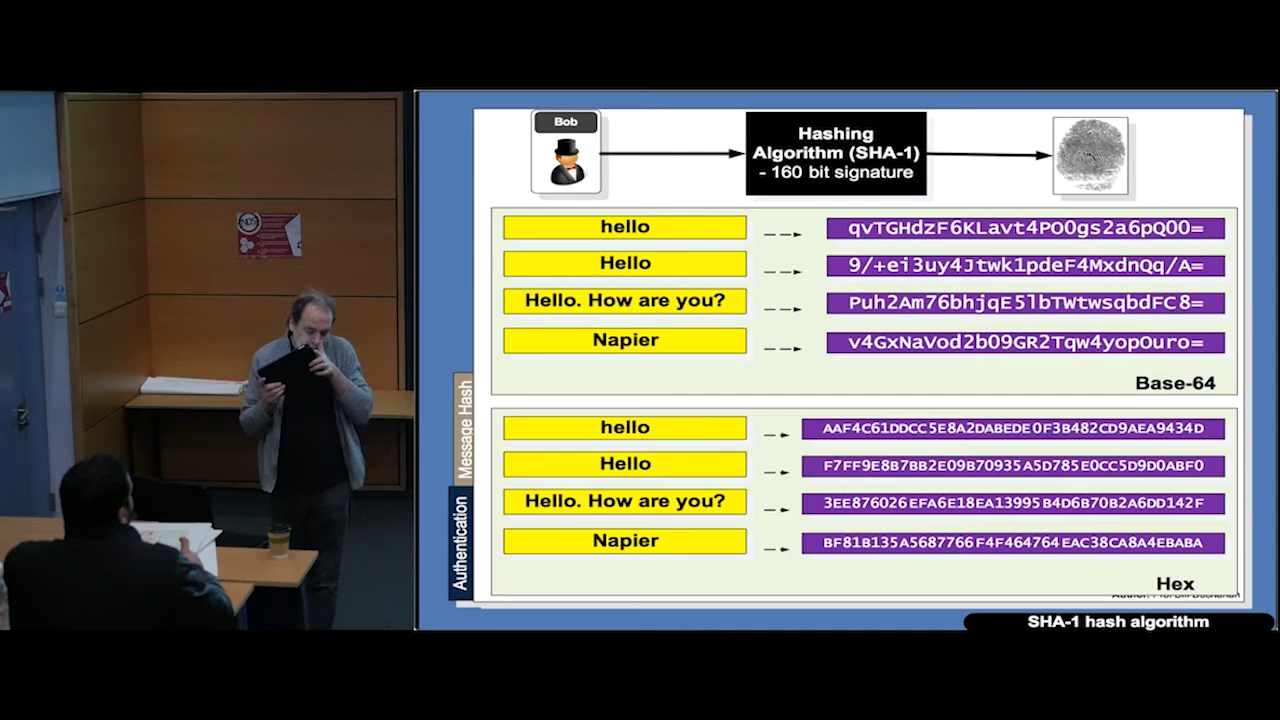 Bob
Hashing
Algorithm (SHA-1)
- 160 bit signature
hello
qvTGHdzF6KLavt4PO0gs2a6pQ00=
Hello
9/+ei3uy4Jtwk1pdeF4MxdnQq/A=
Hello. How are you?
Puh2Am76bhjqE5lbTWtwsqbdFC8=
Napier
v4GxNaVod2b09GR2Tqw4yopOuro=
Base-64
Message Hash
hello
AAF4C61DDCC5E8A2DABEDE0F3B482CD9AEA9434D
Hello
F7FF9E8B7BB2E09B70935A5D785E0CC5D9D0ABF0
Hello. How are you?
3EE876026EFA6E18EA13995B4D6B70B2A6DD142F
Napier
BF81B135A5687766F4F464764EAC38CA8A4EBABA
Authentication
Hex
SHA-1 hash algorithm